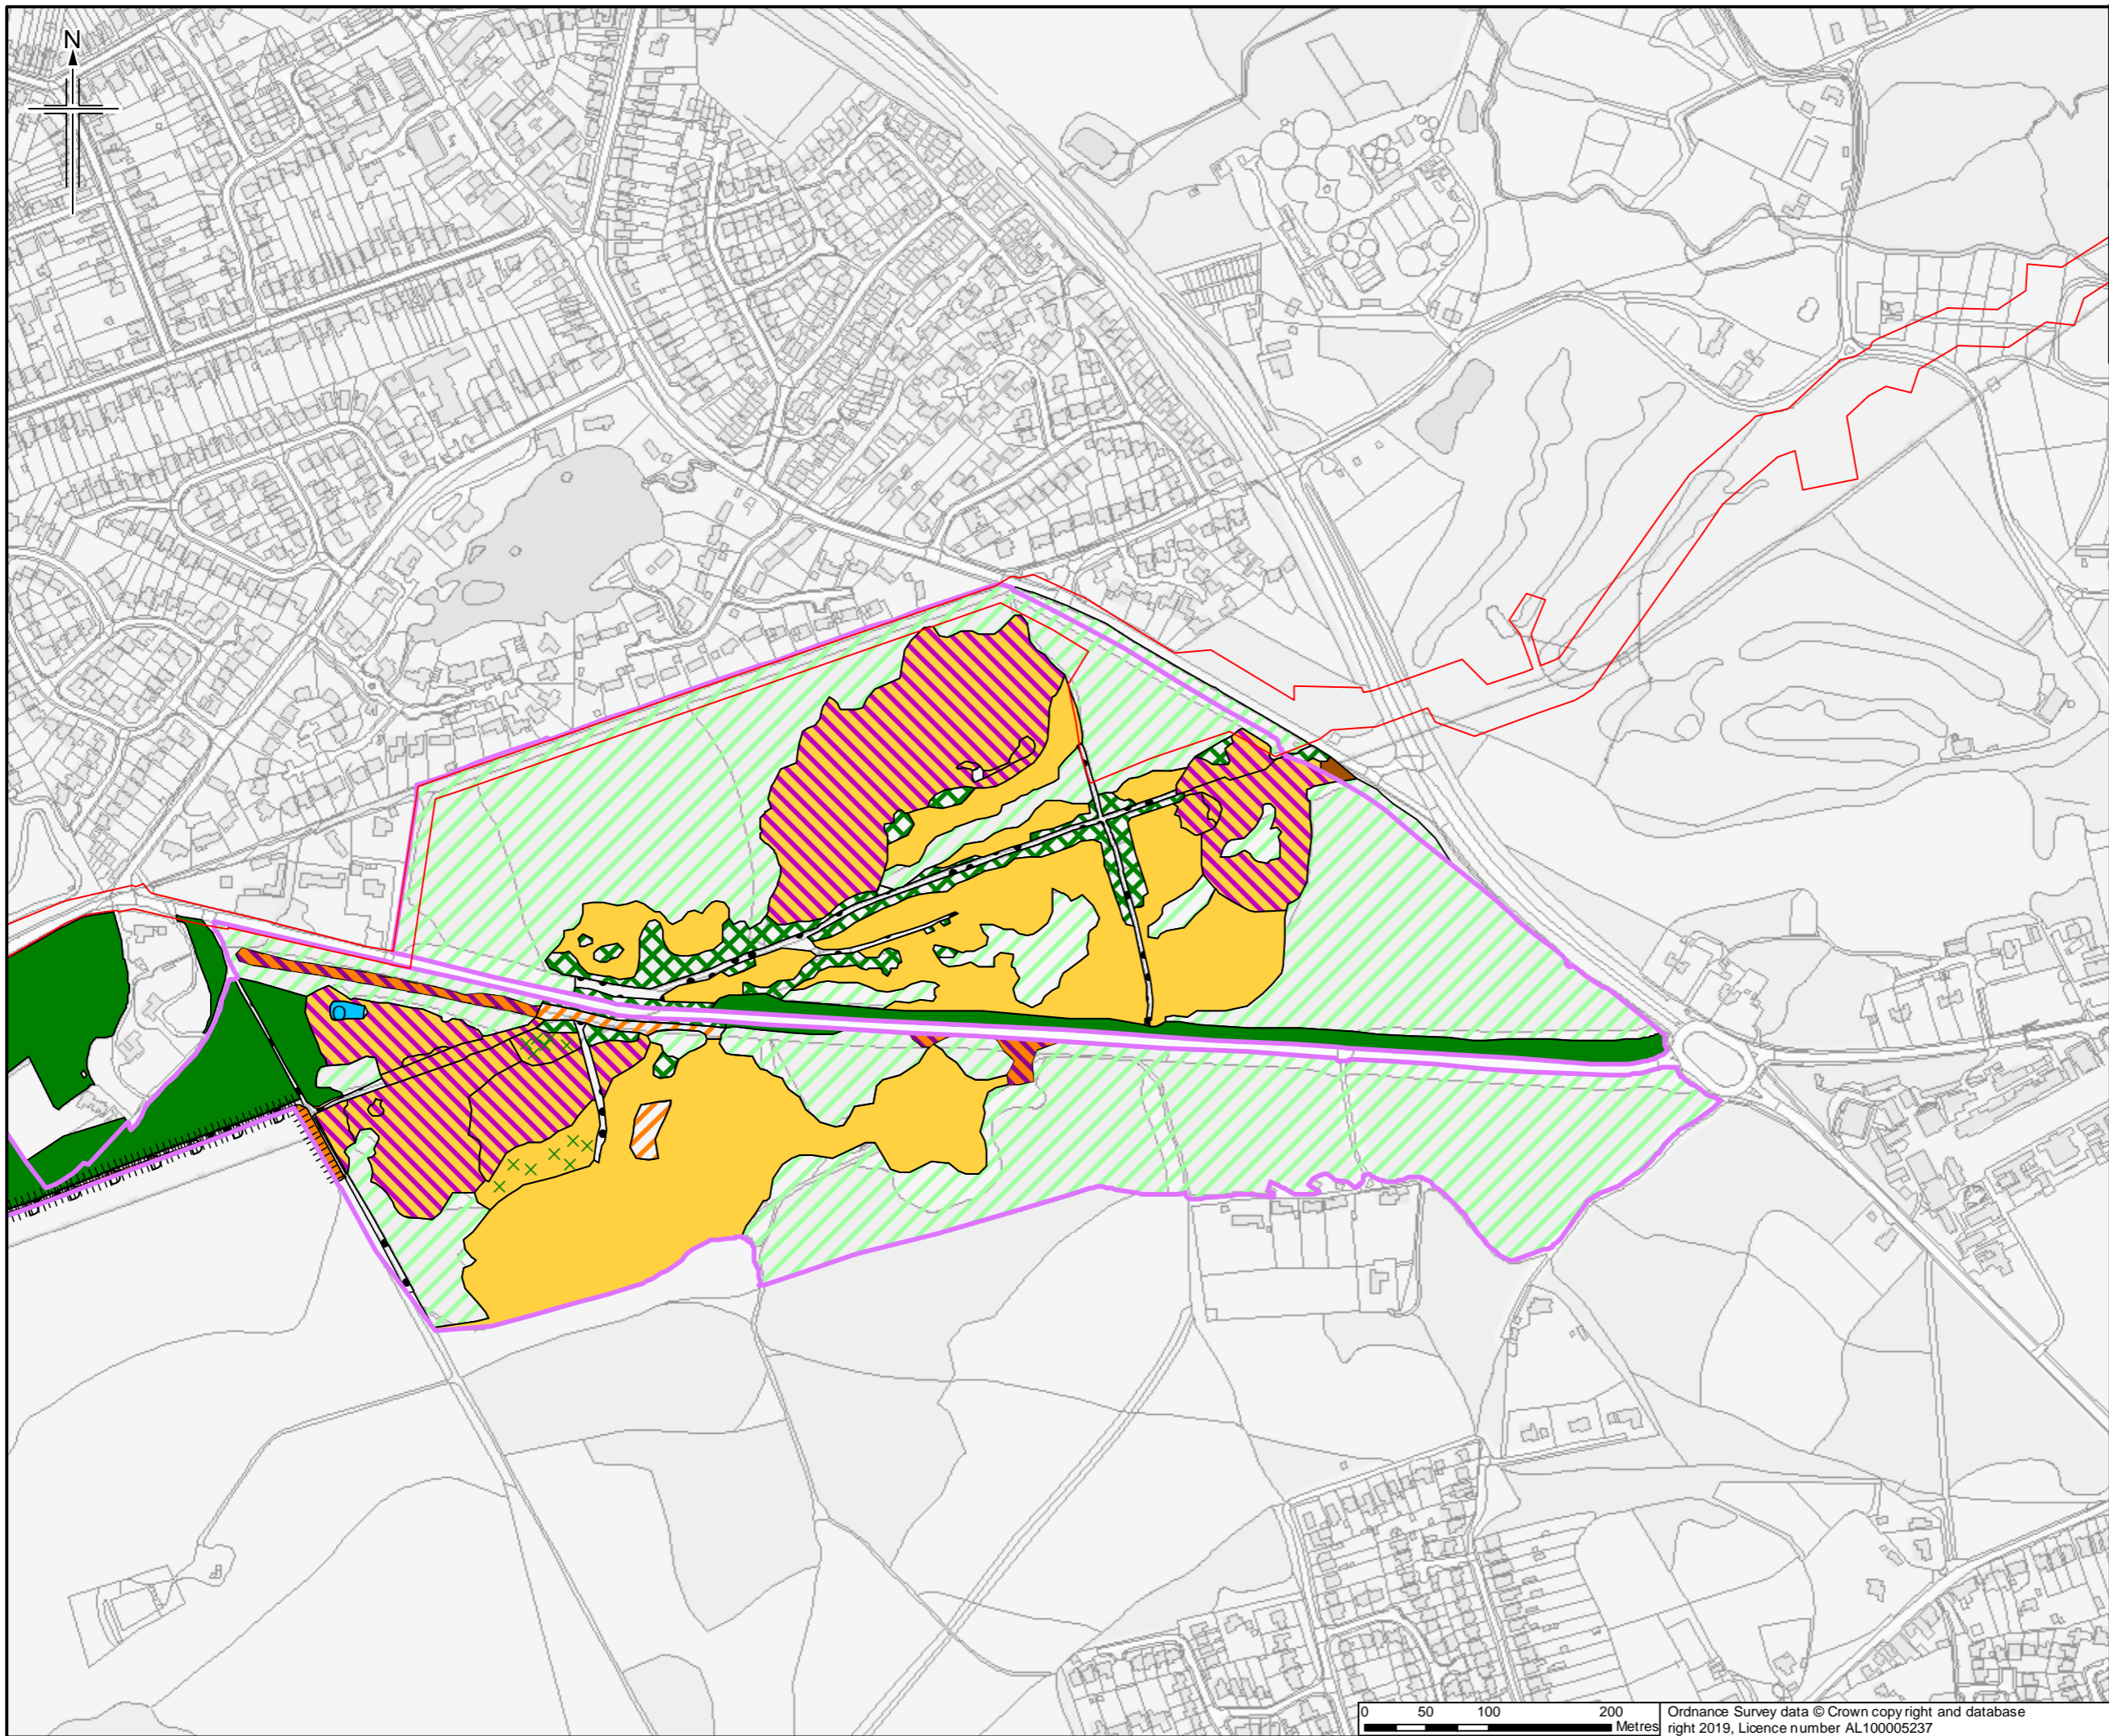 N
0 50 100 200
Metres
Ordnance Survey data © Crown copyright and database
right 2019, Licence number AL100005237